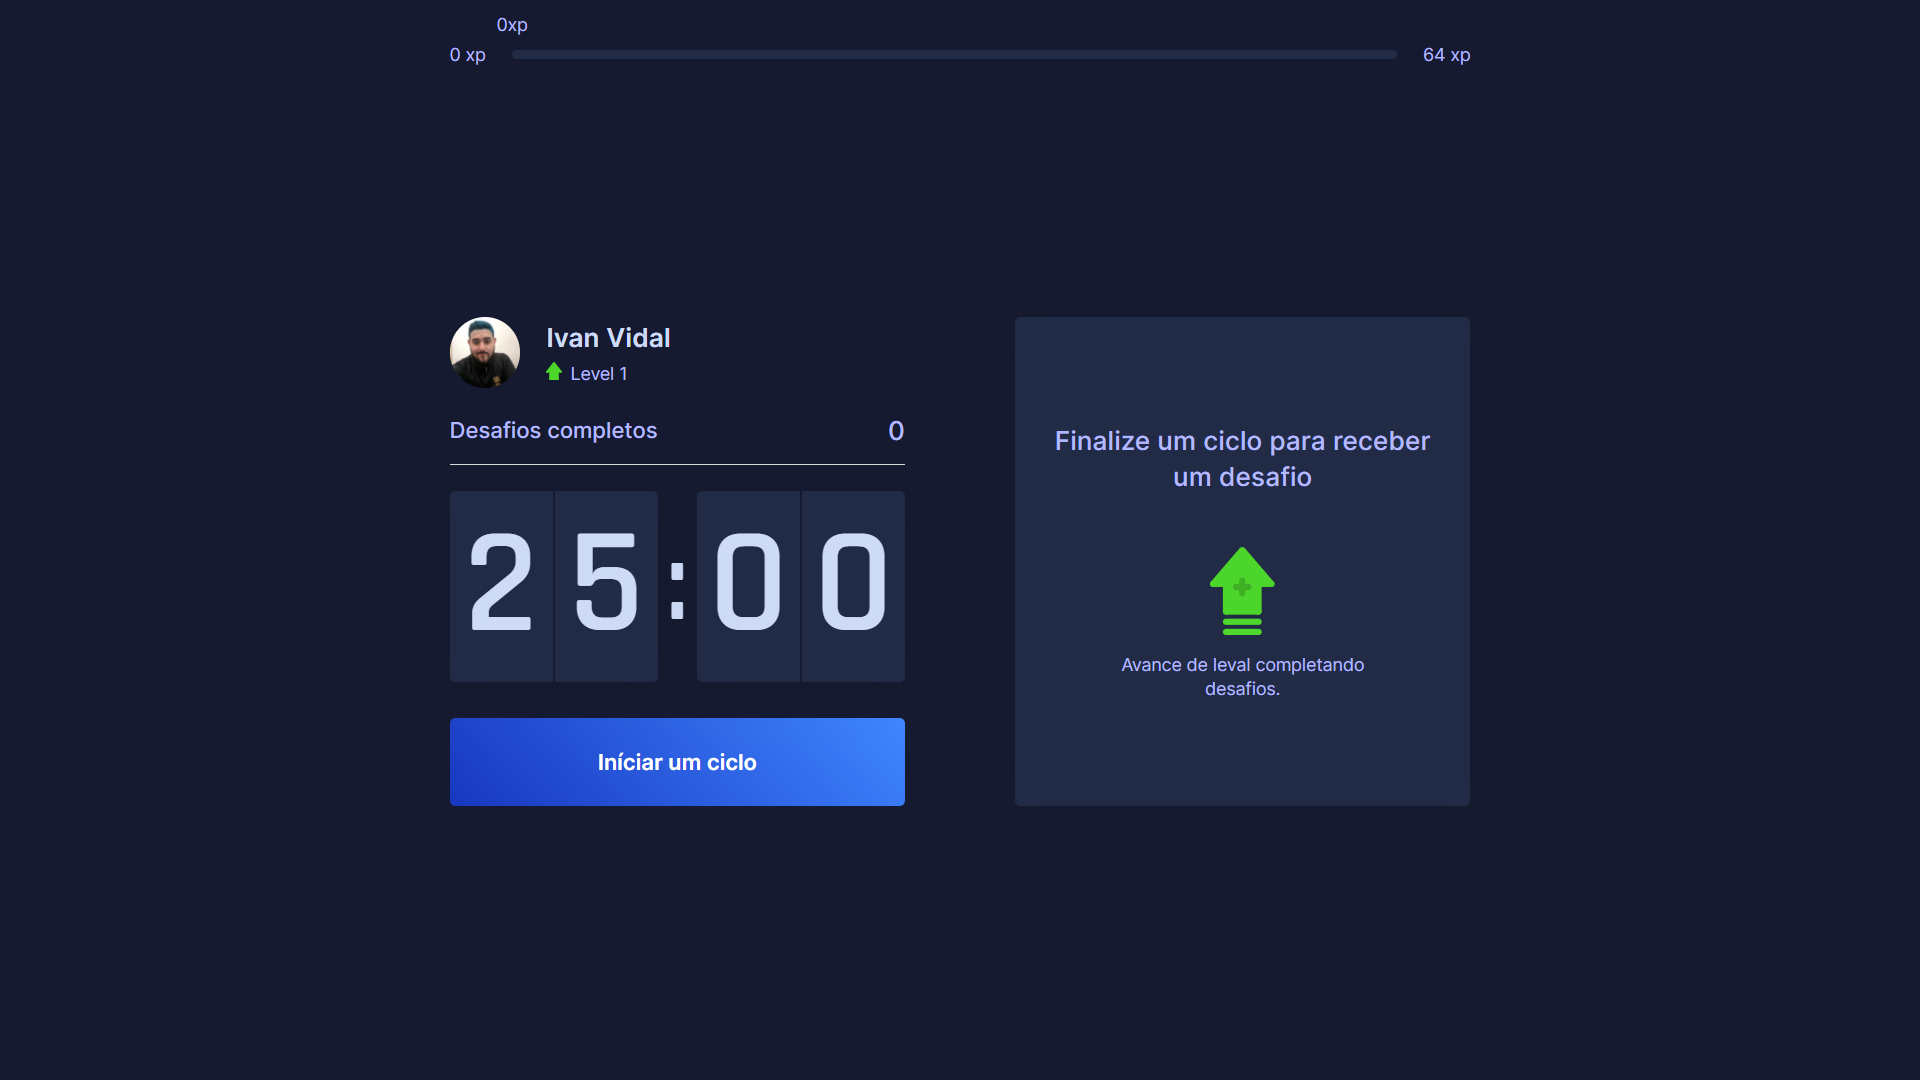 0xp
0 xp
64 xp
Ivan Vidal
Level 1
Desafios completos
0
25:00
Iníciar um ciclo
Finalize um ciclo para receber
um desafio
Avance de leval completando
desafios.